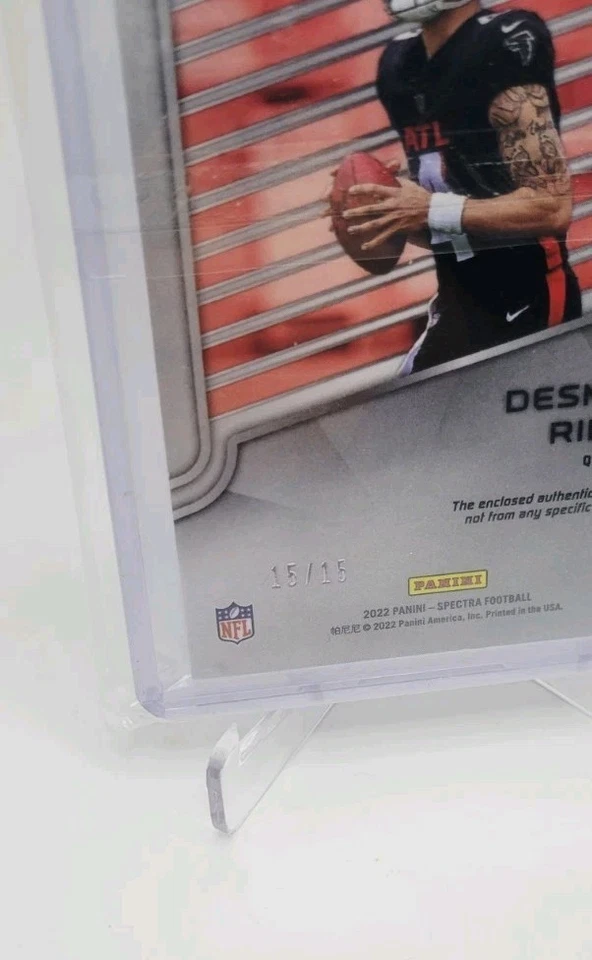 ATL
4
DESM
RI
Q
The enclosed authentic
not from any specific
15/15
PANINI
2022 PANINI – SPECTRA FOOTBALL
帕尼尼 © 2022 Panini America, Inc. Printed in the USA.
NFL